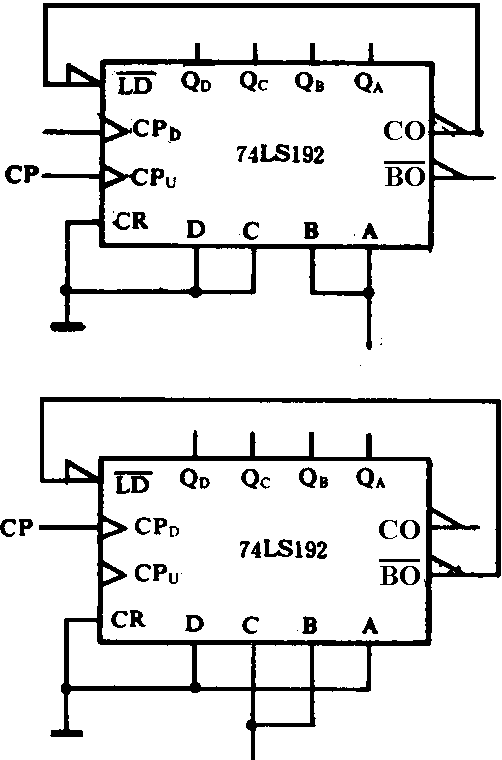 LD QD QC QB QA
CPD CO
74LS192
CP CPU BO
CR D C B A
LD QD QC QB QA
CP CPD CO
74LS192
CPU BO
CR D C B A